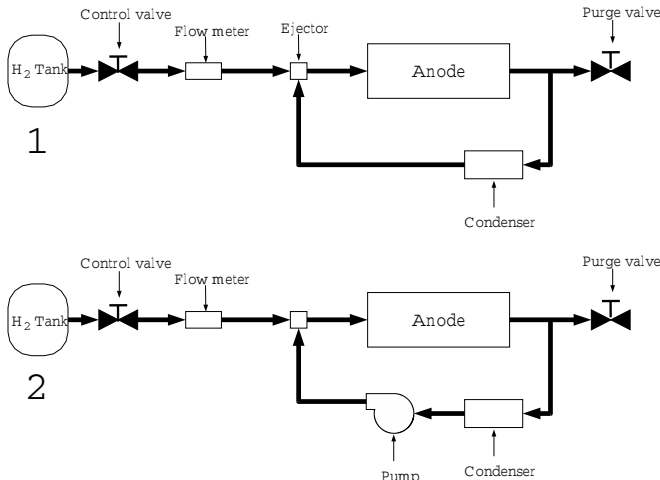 Control valve
Purge valve
Flow meter
Ejector
H2 Tank
Anode
1
Condenser
Control valve
Purge valve
Flow meter
H2 Tank
Anode
2
Pump
Condenser